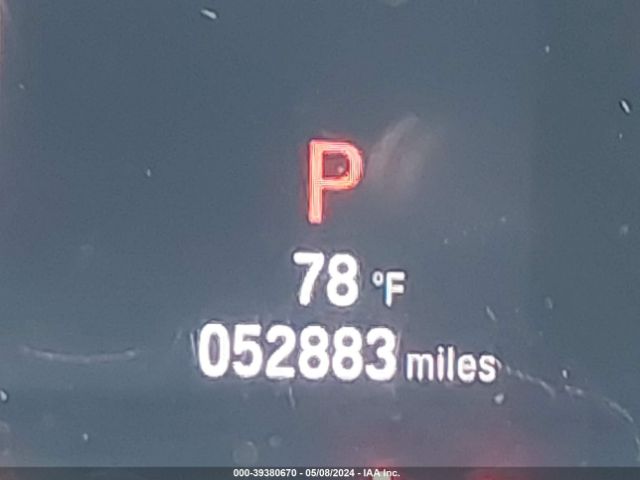 P
78 °F
052883 miles
000-39380670 - 05/08/2024 - IAA Inc.